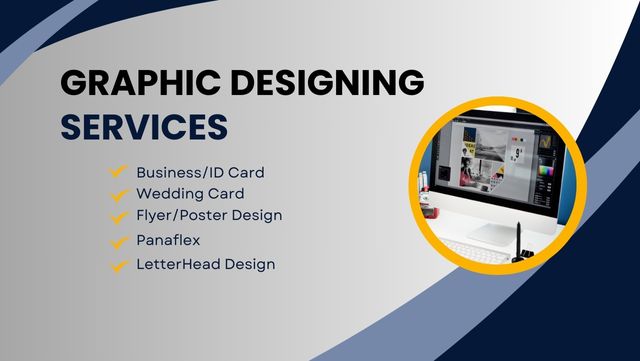 GRAPHIC DESIGNING
SERVICES
Business/ID Card
Wedding Card
Flyer/Poster Design
Panaflex
LetterHead Design